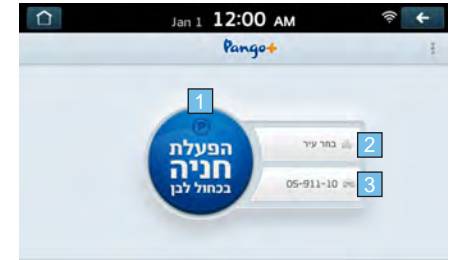 Jan 1 12:00 AM
Pango+
1
P
הפעלת
חניה
בכחול לבן
בחר עיר
2
05-911-10
3